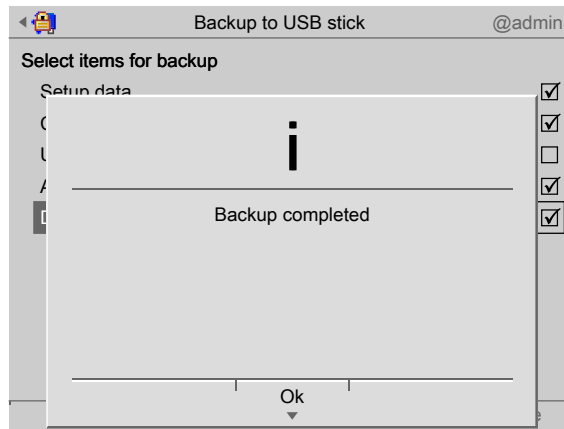 Backup to USB stick @admin
Select items for backup
Setup data
i
Backup completed
Ok